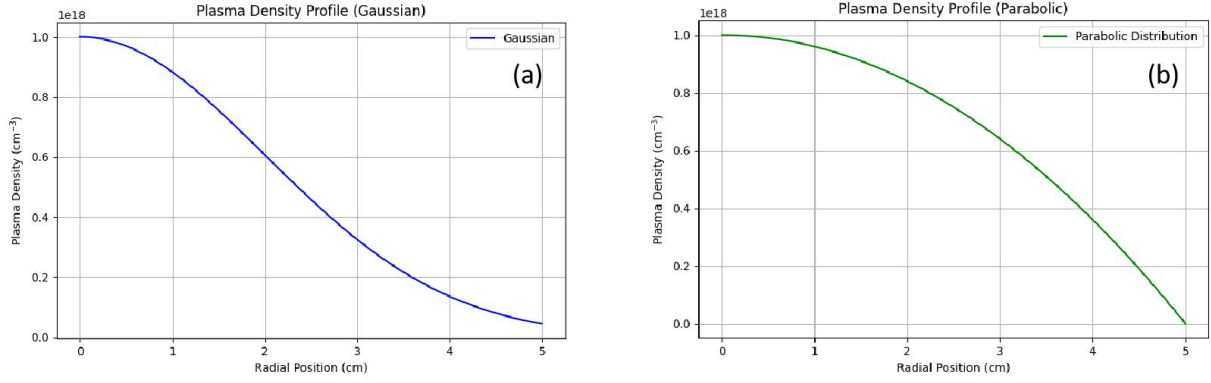 Plasma Density Profile (Gaussian)
1e18
Gaussian
(a)
1.0
0.8
0.6
0.4
0.2
0.0
Plasma Density (cm⁻³)
0 1 2 3 4 5
Radial Position (cm)
Plasma Density Profile (Parabolic)
1e18
Parabolic Distribution
(b)
1.0
0.8
0.6
0.4
0.2
0.0
Plasma Density (cm⁻³)
0 1 2 3 4 5
Radial Position (cm)